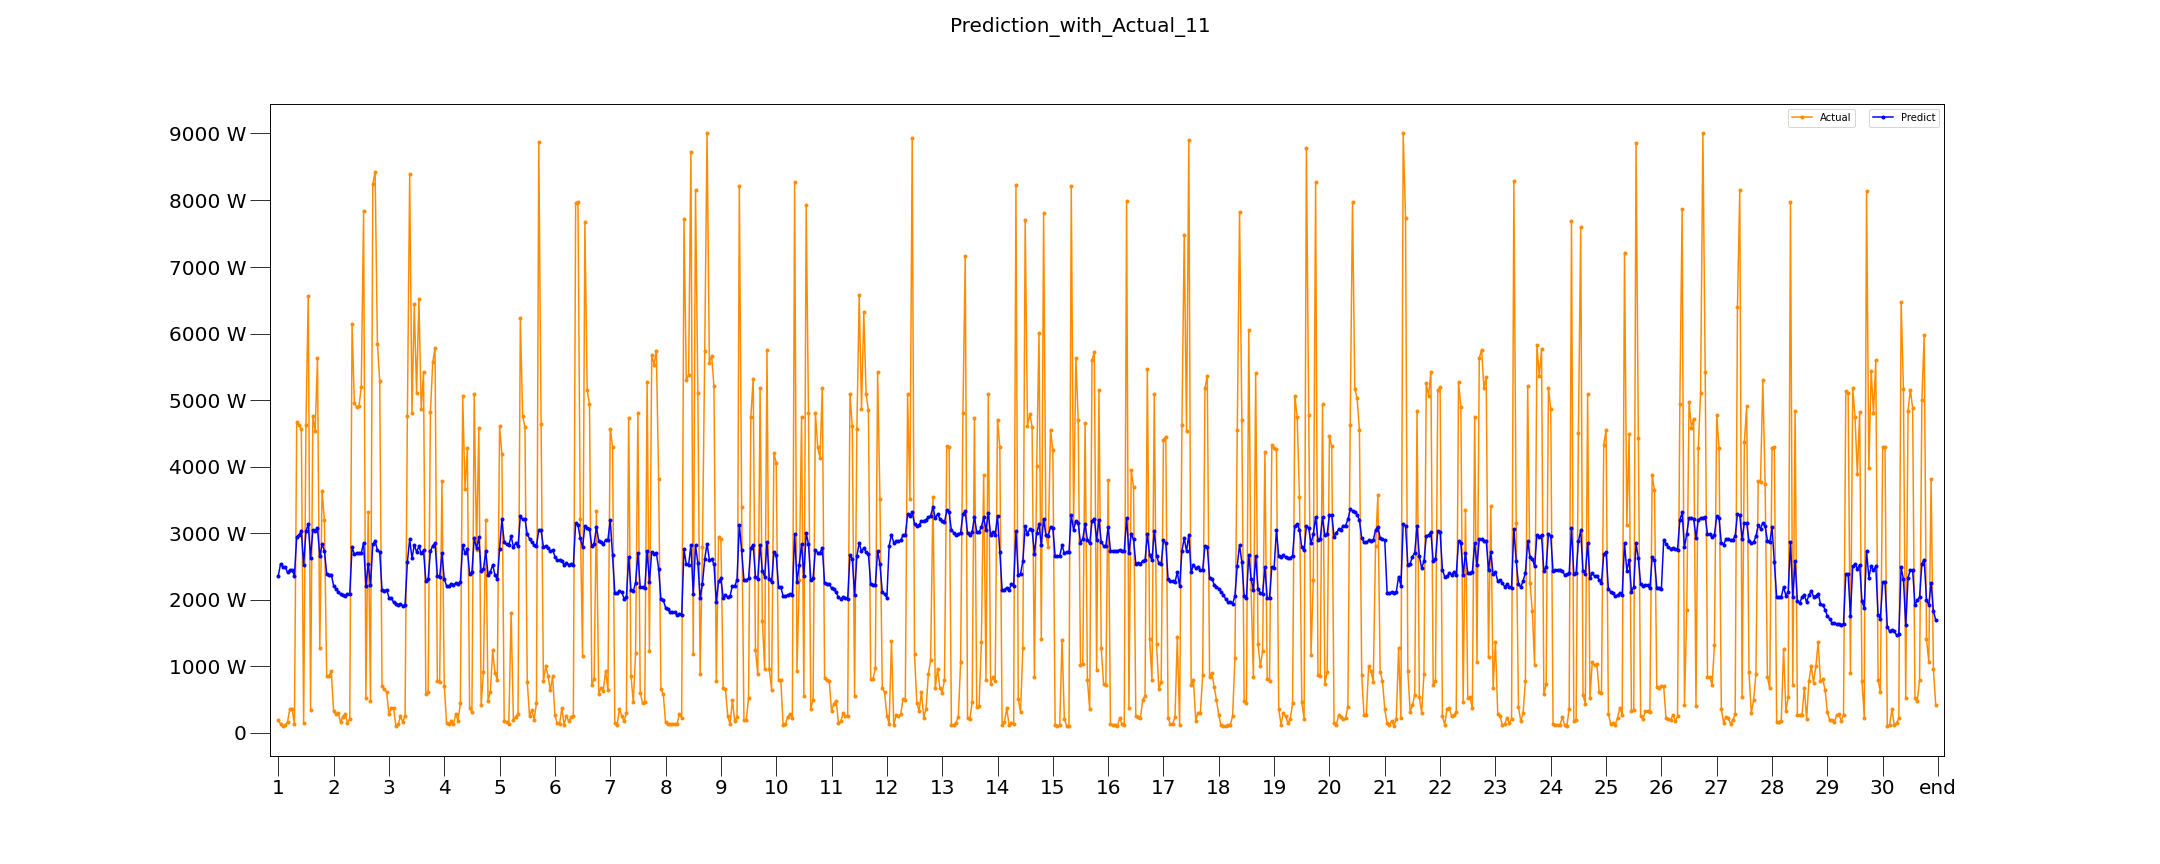 Prediction_with_Actual_11
Actual Predict
9000 W
8000 W
7000 W
6000 W
5000 W
4000 W
3000 W
2000 W
1000 W
0
1 2 3 4 5 6 7 8 9 10 11 12 13 14 15 16 17 18 19 20 21 22 23 24 25 26 27 28 29 30 end